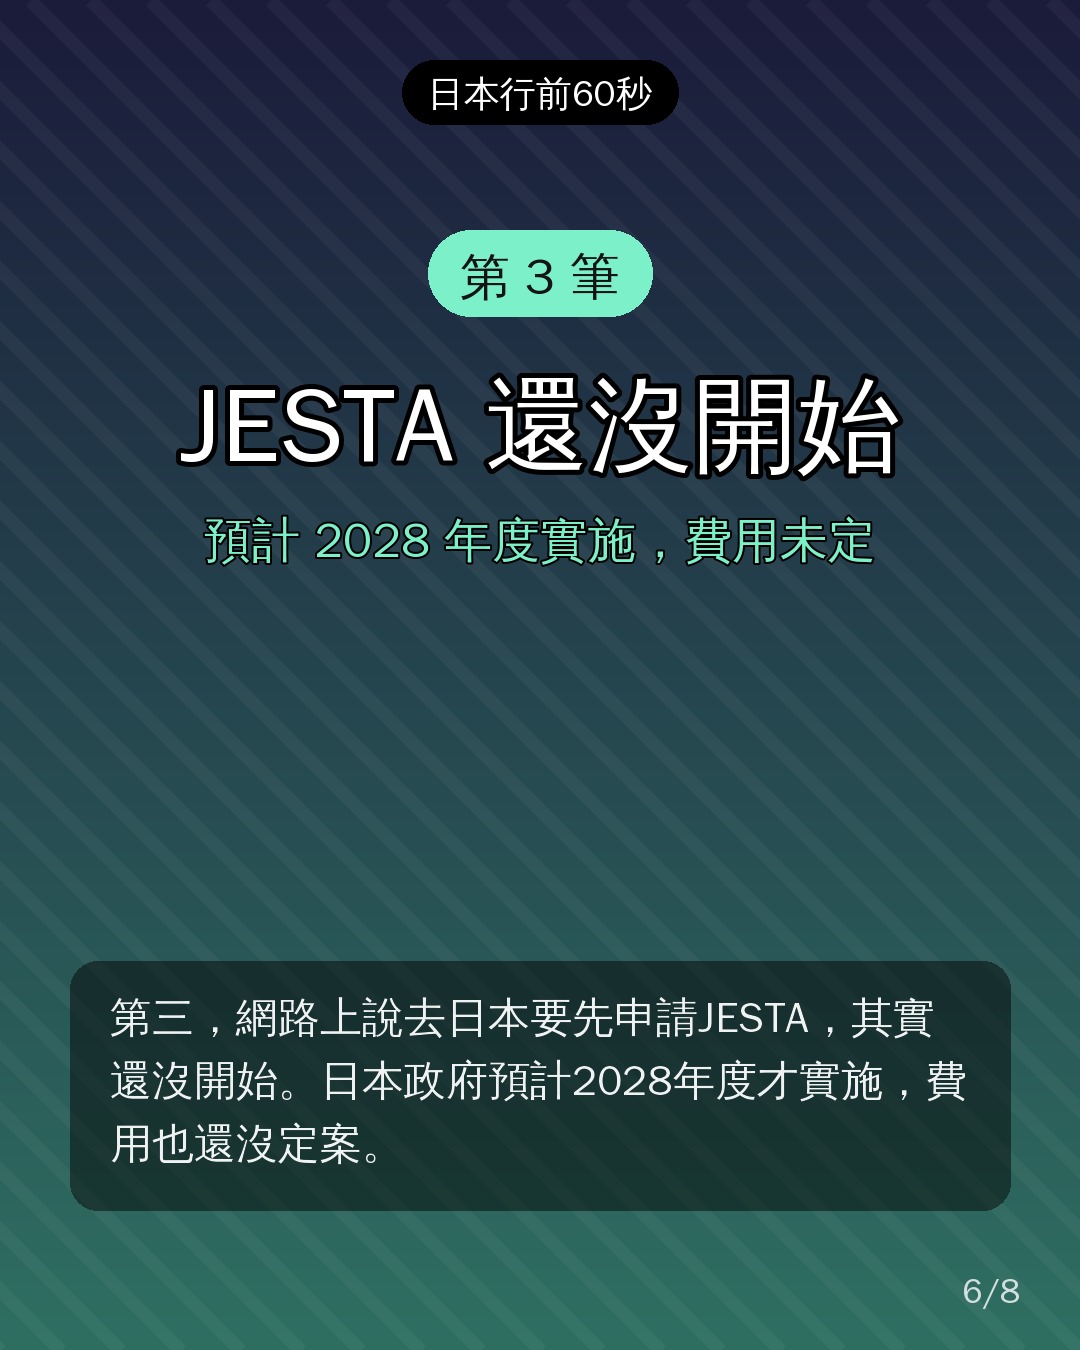 日本行前60秒
第 3 筆
JESTA 還沒開始
預計 2028 年度實施，費用未定
第三，網路上說去日本要先申請JESTA，其實
還沒開始。日本政府預計2028年度才實施，費
用也還沒定案。
6/8